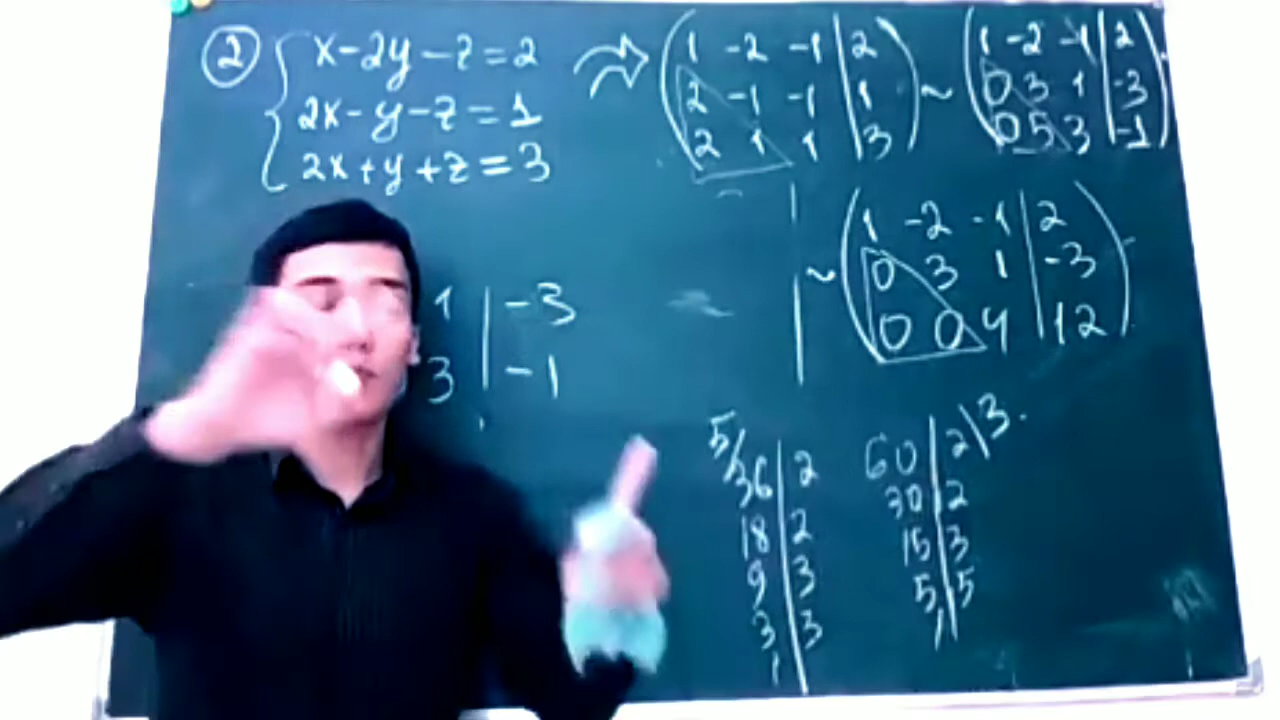 ② x-2y-z=2
2x-y-z=1
2x+y+z=3
1 -2 -1 | 2
2 -1 -1 | 1
2 1 1 | 3
~
1 -2 -1 | 2
0 3 1 | -3
0 5 3 | -1
~
1 -2 -1 | 2
0 3 1 | -3
0 0 4 | 12
1 | -3
3 | -1
5/36 | 2
18 | 2
9 | 3
3 | 3
1
60 | 2\3.
30 | 2
15 | 3
5 | 5
1